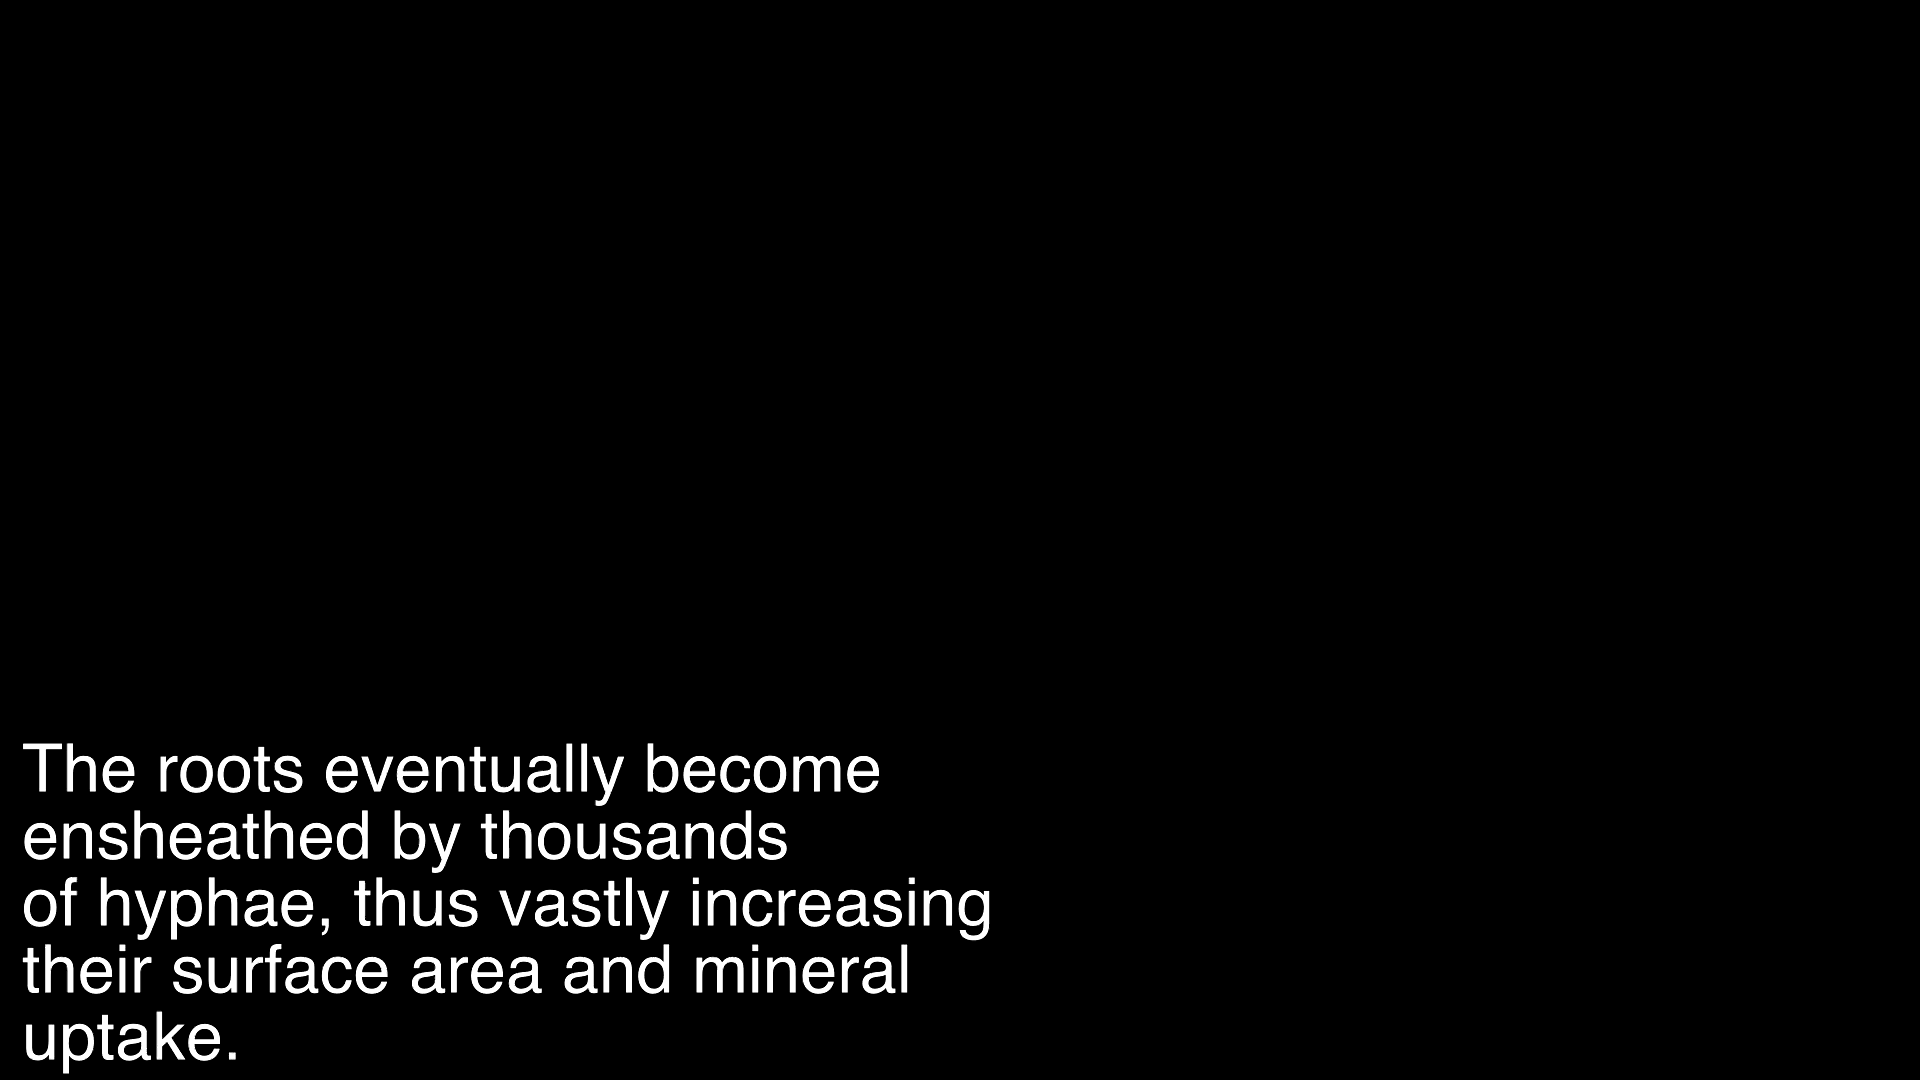 The roots eventually become
ensheathed by thousands
of hyphae, thus vastly increasing
their surface area and mineral
uptake.